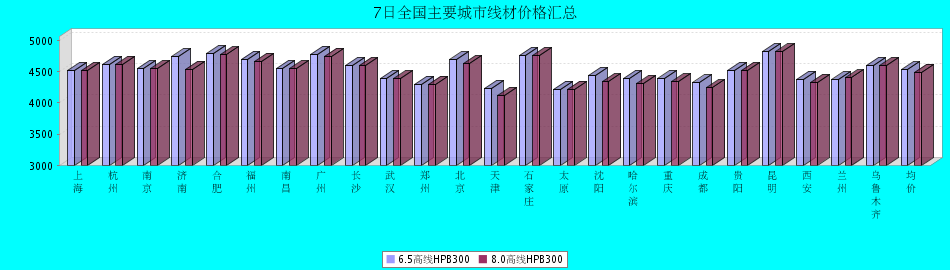 7日全国主要城市线材价格汇总
5000
4500
4000
3500
3000
上海 杭州 南京 济南 合肥 福州 南昌 广州 长沙 武汉 郑州 北京 天津 石家庄 太原 沈阳 哈尔滨 重庆 成都 贵阳 昆明 西安 兰州 乌鲁木齐 均价
6.5高线HPB300 8.0高线HPB300